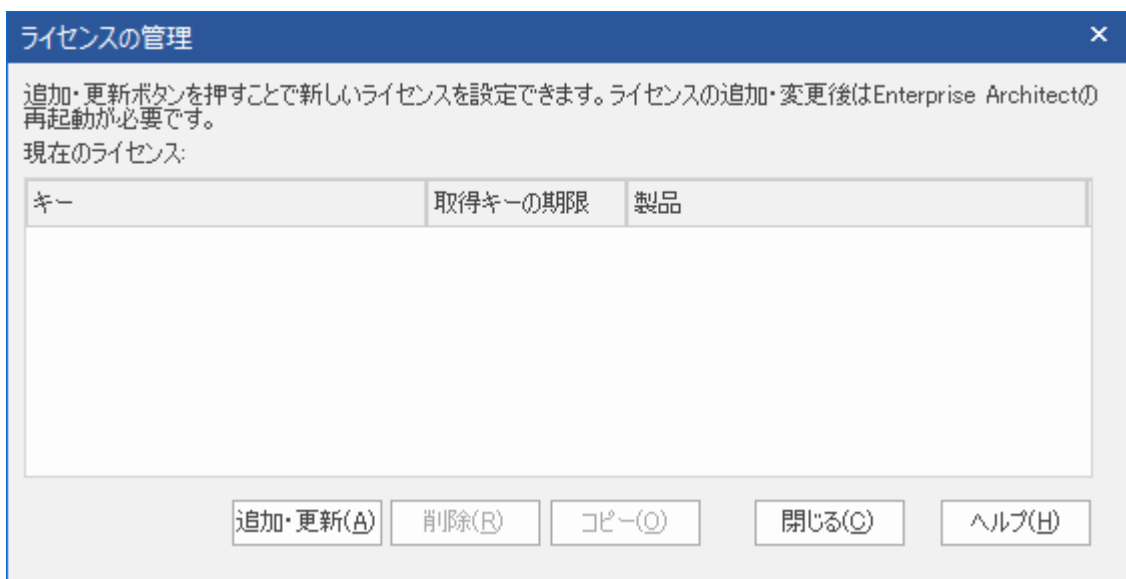 ライセンスの管理
追加・更新ボタンを押すことで新しいライセンスを設定できます。ライセンスの追加・変更後はEnterprise Architectの
再起動が必要です。
現在のライセンス:
キー 取得キーの期限 製品
追加・更新(A) 削除(R) コピー(O) 閉じる(C) ヘルプ(H)